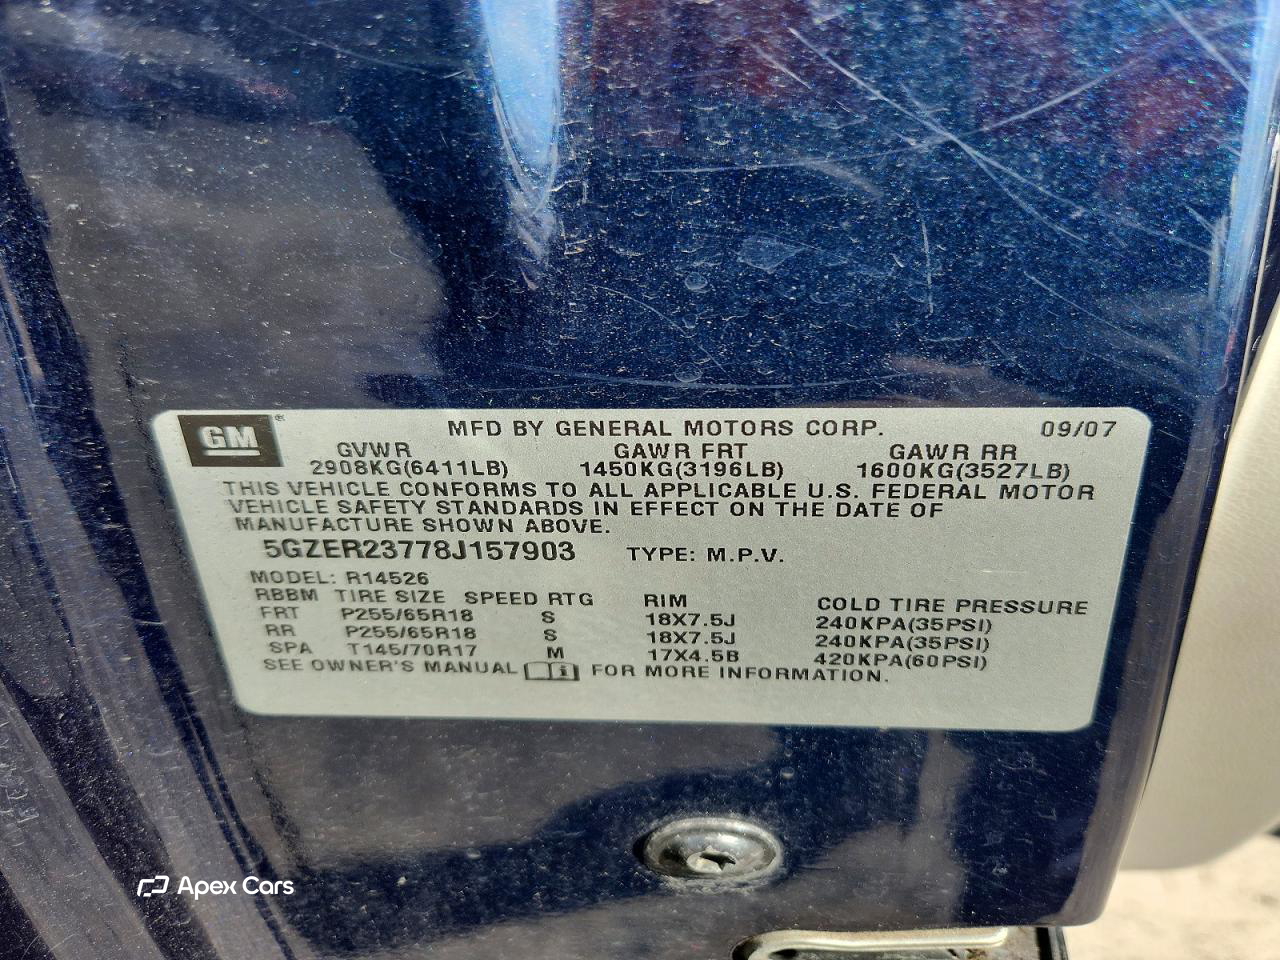 GM ®
MFD BY GENERAL MOTORS CORP. 09/07
GVWR GAWR FRT GAWR RR
2908KG(6411LB) 1450KG(3196LB) 1600KG(3527LB)
THIS VEHICLE CONFORMS TO ALL APPLICABLE U.S. FEDERAL MOTOR
VEHICLE SAFETY STANDARDS IN EFFECT ON THE DATE OF
MANUFACTURE SHOWN ABOVE.
5GZER23778J157903 TYPE: M.P.V.
MODEL: R14526
RBBM TIRE SIZE SPEED RTG RIM COLD TIRE PRESSURE
FRT P255/65R18 S 18X7.5J 240KPA(35PSI)
RR P255/65R18 S 18X7.5J 240KPA(35PSI)
SPA T145/70R17 M 17X4.5B 420KPA(60PSI)
SEE OWNER'S MANUAL i FOR MORE INFORMATION.
Apex Cars